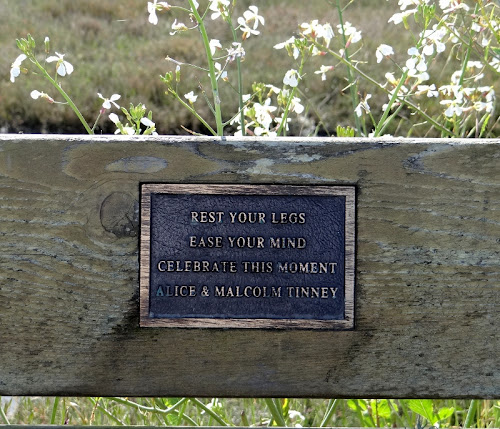 REST YOUR LEGS
EASE YOUR MIND
CELEBRATE THIS MOMENT
ALICE & MALCOLM TINNEY